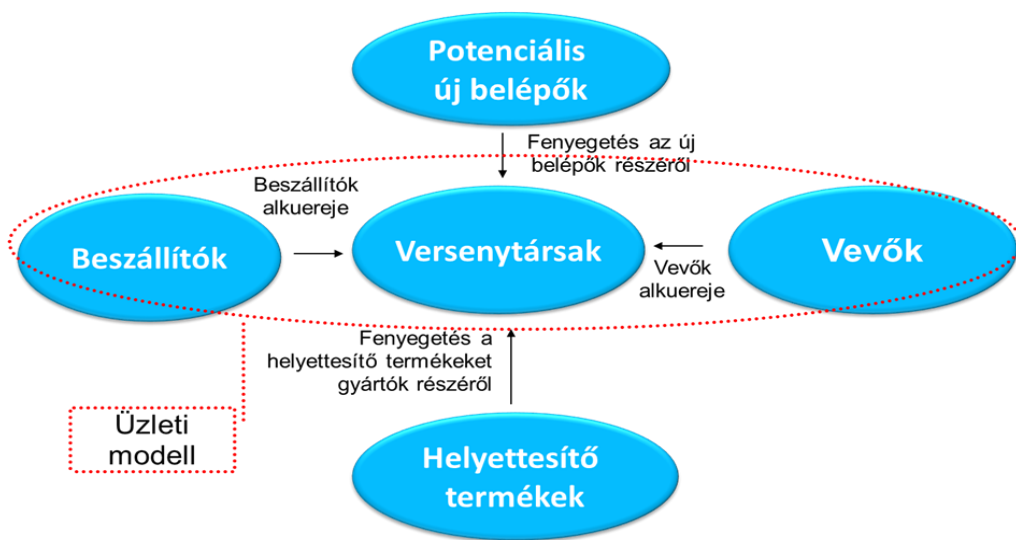 Potenciális
új belépők
Fenyegetés az új
belépők részéről
Beszállítók
alkuereje
Beszállítók
Versenytársak
Vevők
Vevők
alkuereje
Fenyegetés a
helyettesítő termékeket
gyártók részéről
Üzleti
modell
Helyettesítő
termékek